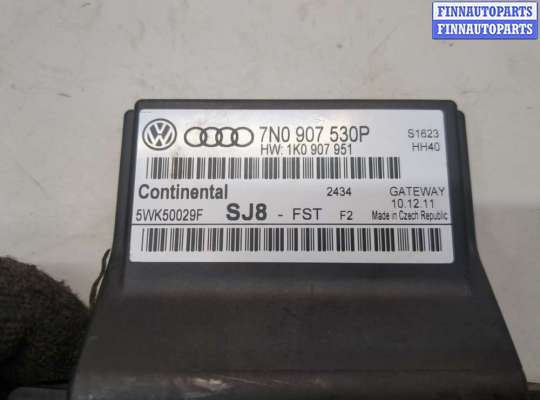 FINNAUTOPARTS
FINNAUTOPARTS
7N0 907 530P S1623
HW: 1K0 907 951 HH40
Continental 2434 GATEWAY
5WK50029F SJ8 - FST F2 10.12.11
Made in Czech Republic